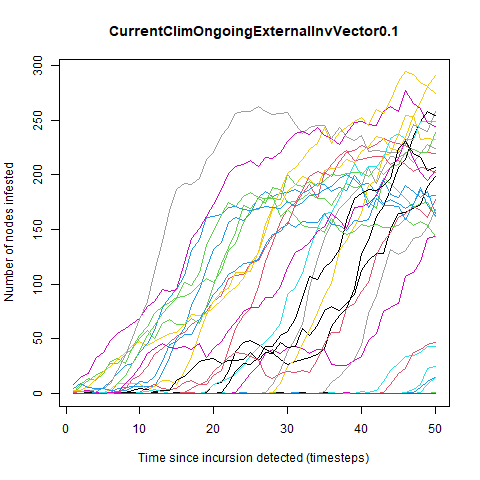 CurrentClimOngoingExternalInvVector0.1
Number of nodes infested
300
250
200
150
100
50
0
0 10 20 30 40 50
Time since incursion detected (timesteps)